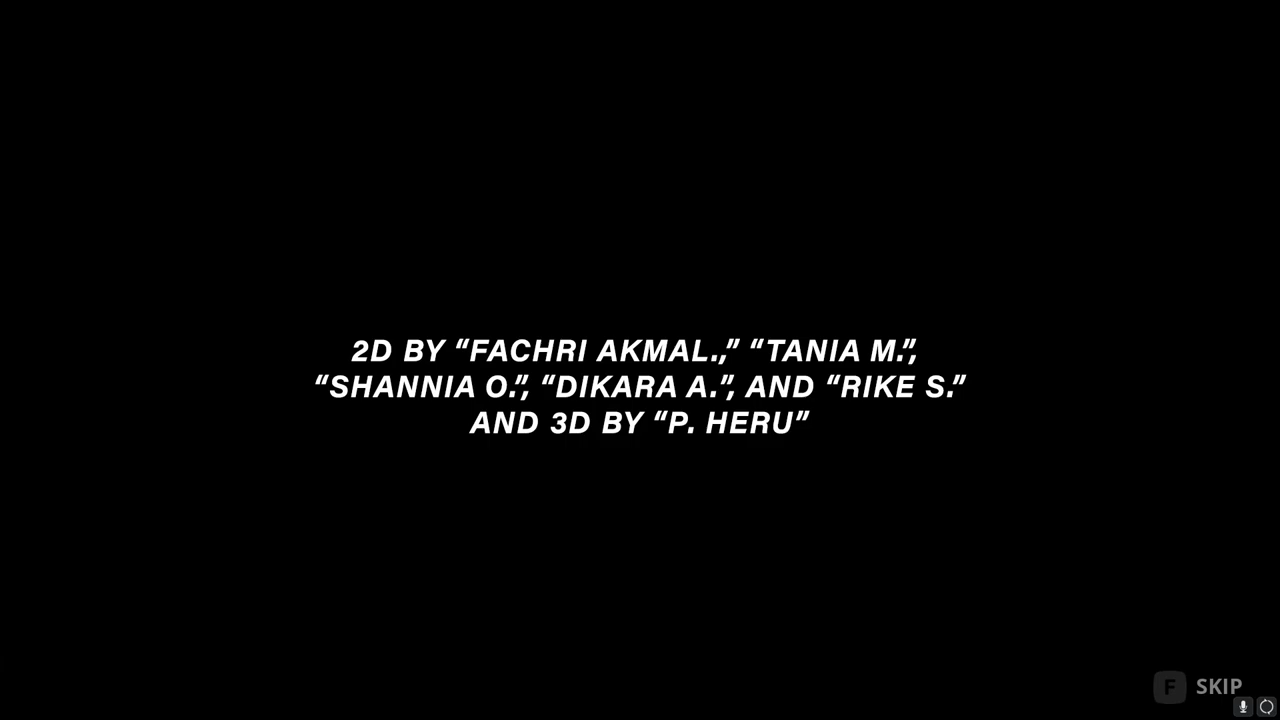 2D BY “FACHRI AKMAL.,” “TANIA M.”,
“SHANNIA O.”, “DIKARA A.”, AND “RIKE S.”
AND 3D BY “P. HERU”
F SKIP